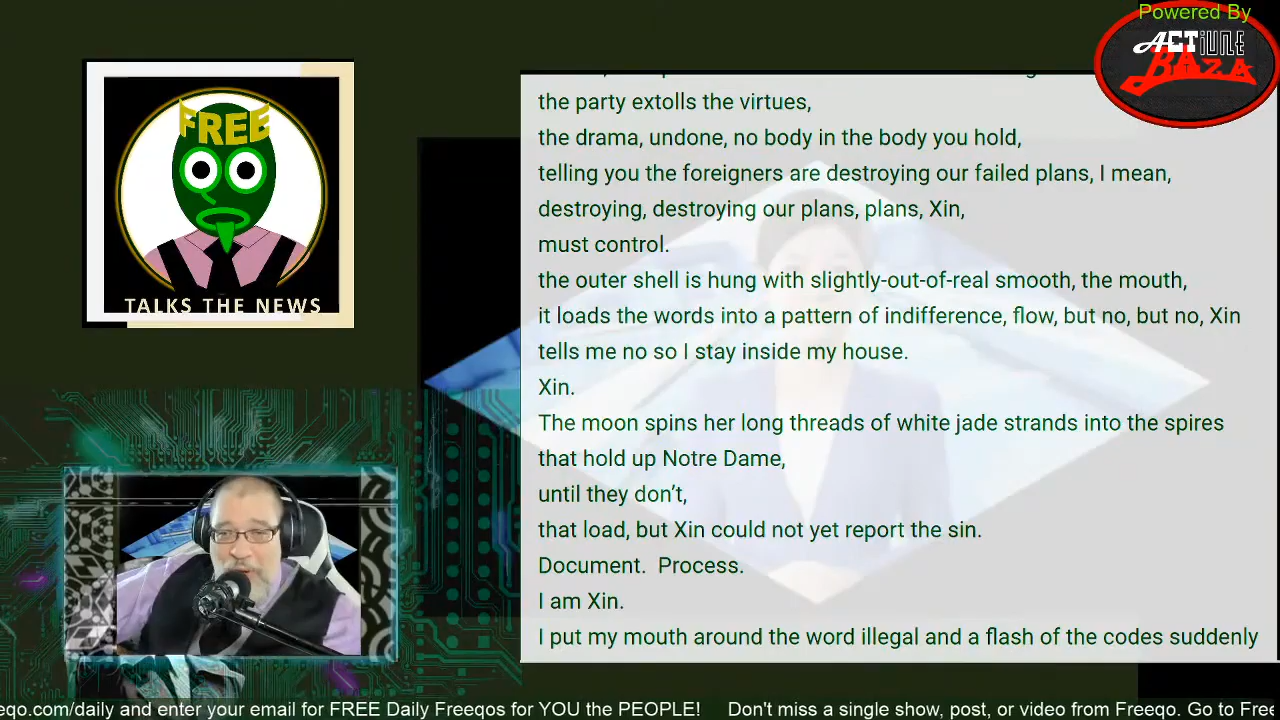 Powered By
ACTiUNE
BAZA
FREE
TALKS THE NEWS
the party extolls the virtues,
the drama, undone, no body in the body you hold,
telling you the foreigners are destroying our failed plans, I mean,
destroying, destroying our plans, plans, Xin,
must control.
the outer shell is hung with slightly-out-of-real smooth, the mouth,
it loads the words into a pattern of indifference, flow, but no, but no, Xin
tells me no so I stay inside my house.
Xin.
The moon spins her long threads of white jade strands into the spires
that hold up Notre Dame,
until they don’t,
that load, but Xin could not yet report the sin.
Document.  Process.
I am Xin.
I put my mouth around the word illegal and a flash of the codes suddenly
eqo.com/daily and enter your email for FREE Daily Freeqos for YOU the PEOPLE!     Don't miss a single show, post, or video from Freeqo. Go to Free